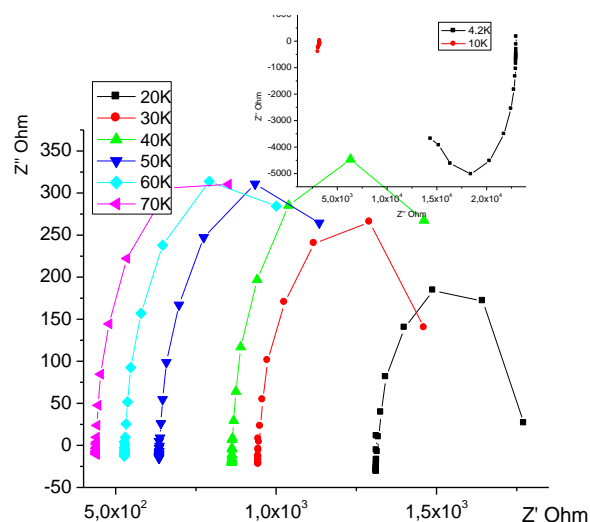 1000
0
-1000
-2000
-3000
-4000
-5000
Z'' Ohm
5,0x10³ 1,0x10⁴ 1,5x10⁴ 2,0x10⁴
Z'' Ohm
4.2K
10K
20K
30K
40K
50K
60K
70K
Z'' Ohm
350
300
250
200
150
100
50
0
-50
5,0x10² 1,0x10³ 1,5x10³
Z' Ohm